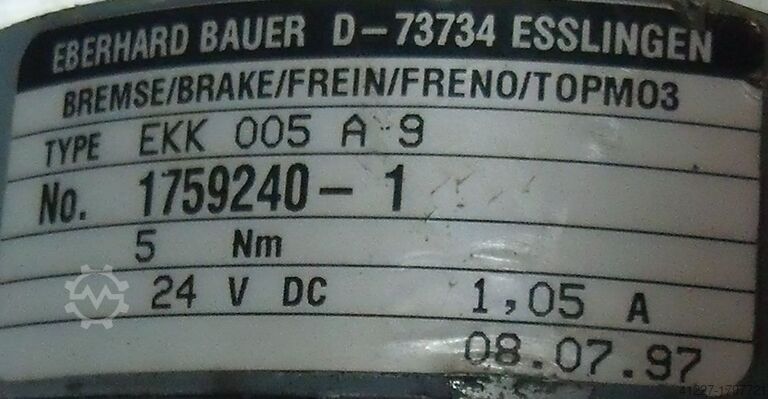 EBERHARD BAUER D-73734 ESSLINGEN
BREMSE/BRAKE/FREIN/FRENO/TOPMO3
TYPE EKK 005 A 9
No. 1759240-1
5 Nm
24 V DC 1,05 A
08.07.97